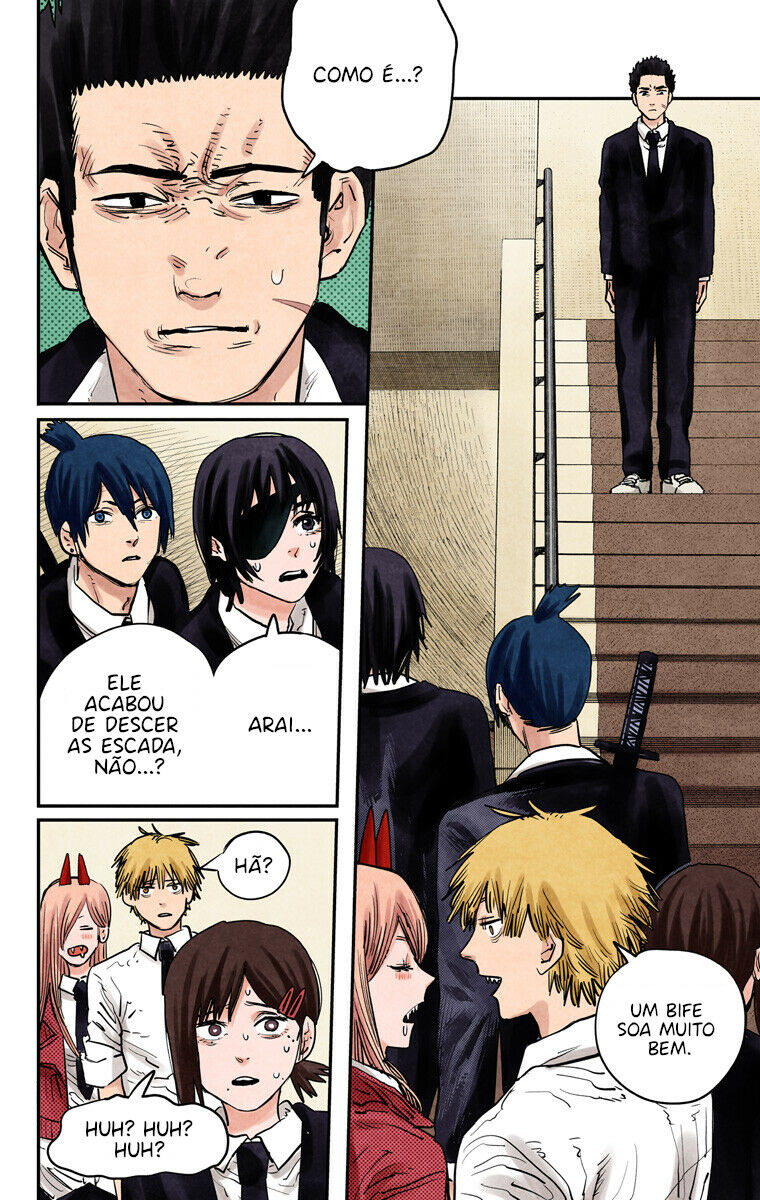 UM BIFE
SOA MUITO
BEM.
COMO É...?
ARAI...
ELE
ACABOU
DE DESCER
AS ESCADA,
NÃO...?
HÃ?
HUH? HUH?
HUH?